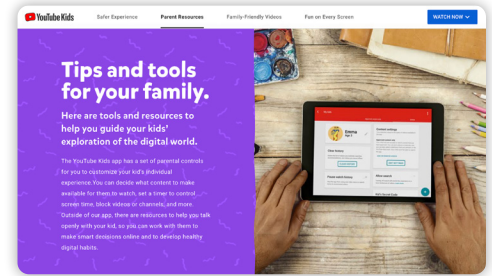 YouTube Kids
Safer Experience
Parent Resources
Family-Friendly Videos
Fun on Every Screen
WATCH NOW
Tips and tools
for your family.
Here are tools and resources to
help you guide your kids'
exploration of the digital world.
The YouTube Kids app has a set of parental controls
for you to customize your kid's individual
experience.You can decide what content to make
available for them to watch, set a timer to control
screen time, block videos or channels, and more.
Outside of our app, there are resources to help you talk
openly with your kid, so you can work with them to
make smart decisions online and to develop healthy
digital habits.
Emma